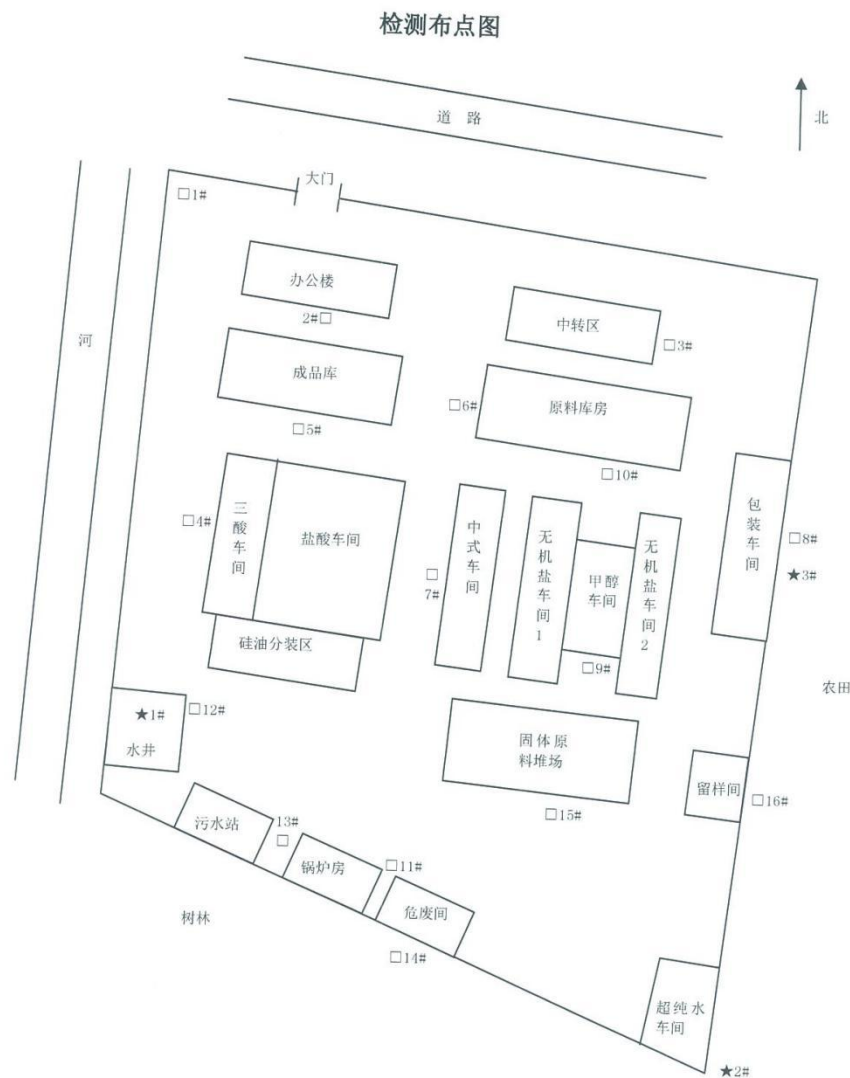 检测布点图
道 路
北
大门
□1#
办公楼
2#□
中转区
□3#
河
成品库
□6#
原料库房
□5#
□10#
三酸车间
盐酸车间
□4#
中式车间
□
7#
无机盐车间1
甲醇车间
无机盐车间2
包装车间
□8#
★3#
□9#
硅油分装区
农田
★1#
水井
□12#
固体原
料堆场
留样间
□16#
□15#
污水站
13#
□
锅炉房
□11#
危废间
树林
□14#
超纯水
车间
★2#